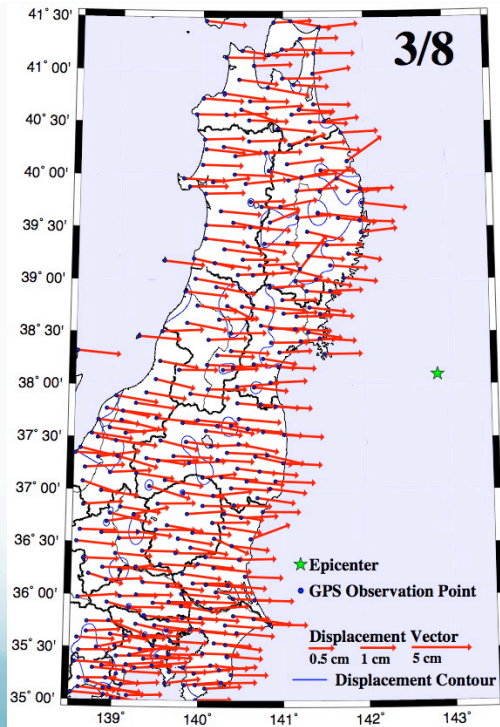 41° 30'
3/8
41° 00'
40° 30'
40° 00'
39° 30'
39° 00'
38° 30'
38° 00'
37° 30'
37° 00'
36° 30'
36° 00'
Epicenter
GPS Observation Point
35° 30'
Displacement Vector
0.5 cm 1 cm 5 cm
Displacement Contour
35° 00'
139° 140° 141° 142° 143°